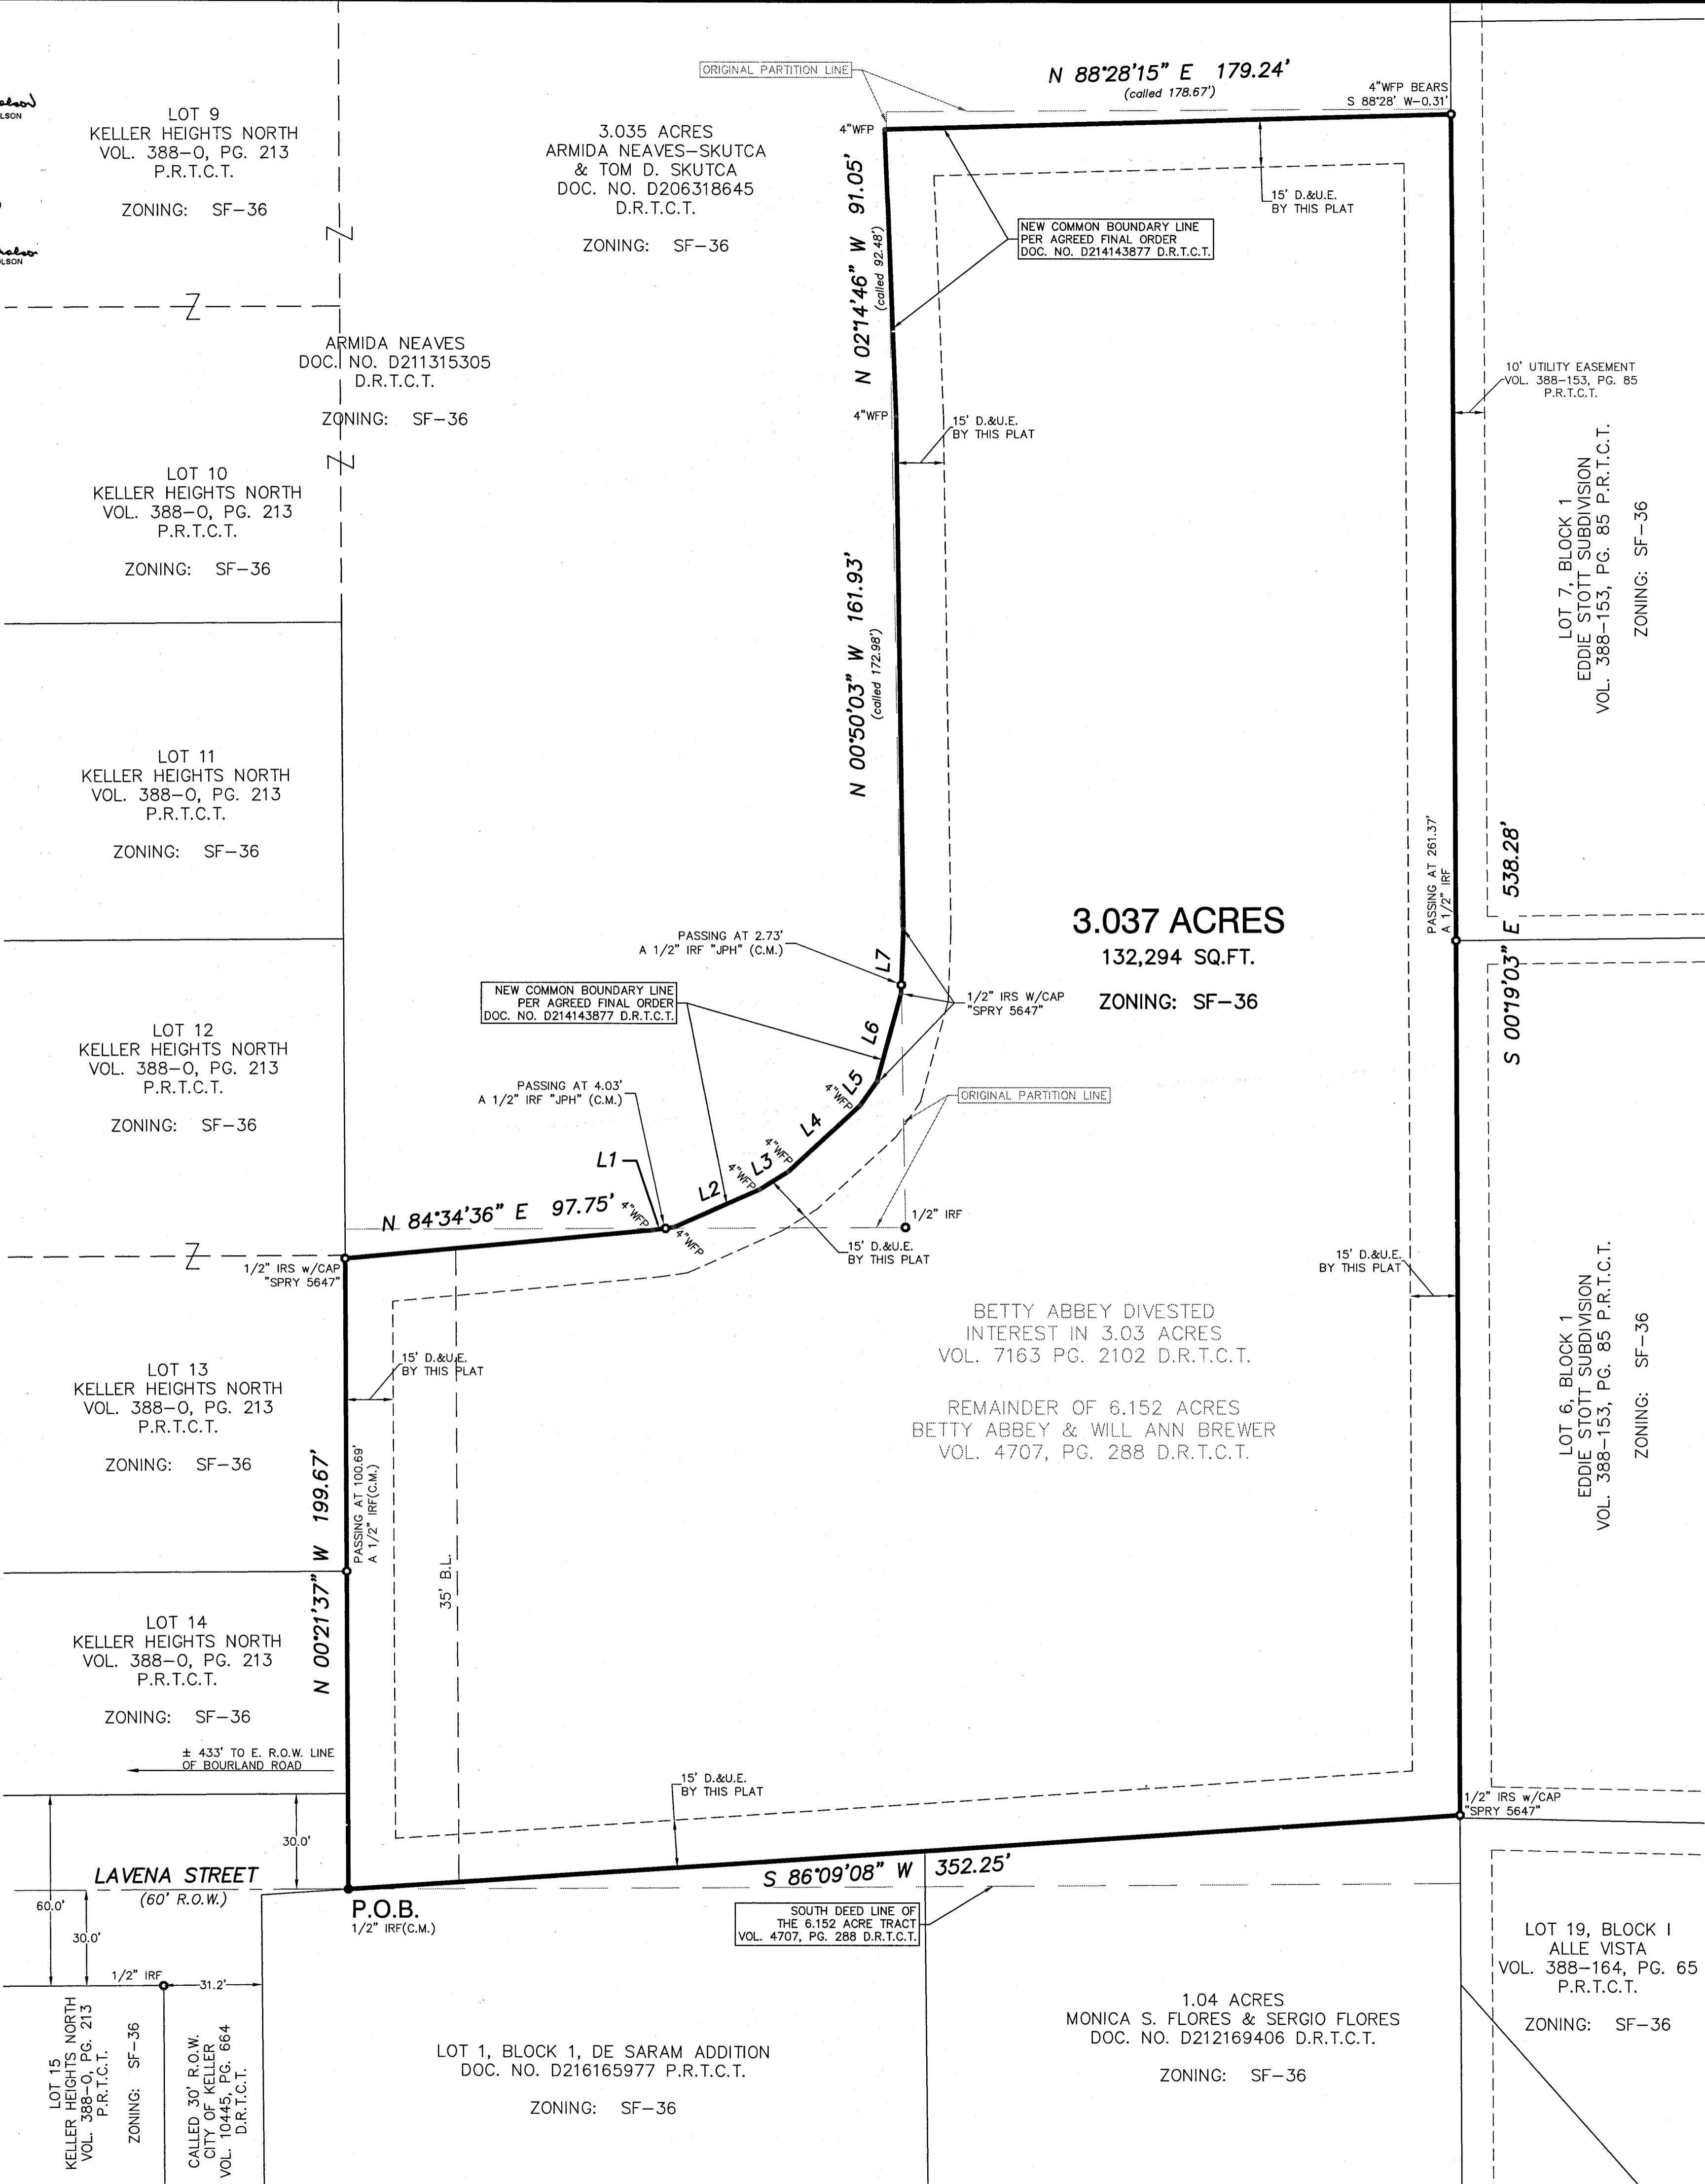 ORIGINAL PARTITION LINE
N 88°28'15" E 179.24'
(called 178.67')
4"WFP BEARS
S 88°28' W-0.31'
LSON
LSON
LOT 9
KELLER HEIGHTS NORTH
VOL. 388-O, PG. 213
P.R.T.C.T.
ZONING: SF-36
3.035 ACRES
ARMIDA NEAVES-SKUTCA
& TOM D. SKUTCA
DOC. NO. D206318645
D.R.T.C.T.
ZONING: SF-36
4"WFP
N 02°14'46" W 91.05'
(called 92.48')
15' D.&U.E.
BY THIS PLAT
NEW COMMON BOUNDARY LINE
PER AGREED FINAL ORDER
DOC. NO. D214143877 D.R.T.C.T.
ARMIDA NEAVES
DOC. NO. D211315305
D.R.T.C.T.
ZONING: SF-36
4"WFP
15' D.&U.E.
BY THIS PLAT
10' UTILITY EASEMENT
VOL. 388-153, PG. 85
P.R.T.C.T.
LOT 10
KELLER HEIGHTS NORTH
VOL. 388-O, PG. 213
P.R.T.C.T.
ZONING: SF-36
N 00°50'03" W 161.93'
(called 172.98')
LOT 7, BLOCK 1
EDDIE STOTT SUBDIVISION
VOL. 388-153, PG. 85 P.R.T.C.T.
ZONING: SF-36
LOT 11
KELLER HEIGHTS NORTH
VOL. 388-O, PG. 213
P.R.T.C.T.
ZONING: SF-36
PASSING AT 261.37'
A 1/2" IRF
S 00°19'03" E 538.28'
3.037 ACRES
132,294 SQ.FT.
ZONING: SF-36
PASSING AT 2.73'
A 1/2" IRF "JPH" (C.M.)
L7
NEW COMMON BOUNDARY LINE
PER AGREED FINAL ORDER
DOC. NO. D214143877 D.R.T.C.T.
1/2" IRS W/CAP
"SPRY 5647"
LOT 12
KELLER HEIGHTS NORTH
VOL. 388-O, PG. 213
P.R.T.C.T.
ZONING: SF-36
L6
PASSING AT 4.03'
A 1/2" IRF "JPH" (C.M.)
L5
4"WFP
ORIGINAL PARTITION LINE
L4
4"WFP
L3
4"WFP
L1
L2
N 84°34'36" E 97.75'
4"WFP
4"WFP
1/2" IRF
15' D.&U.E.
BY THIS PLAT
1/2" IRS w/CAP
"SPRY 5647"
15' D.&U.E.
BY THIS PLAT
BETTY ABBEY DIVESTED
INTEREST IN 3.03 ACRES
VOL. 7163 PG. 2102 D.R.T.C.T.
REMAINDER OF 6.152 ACRES
BETTY ABBEY & WILL ANN BREWER
VOL. 4707, PG. 288 D.R.T.C.T.
LOT 6, BLOCK 1
EDDIE STOTT SUBDIVISION
VOL. 388-153, PG. 85 P.R.T.C.T.
ZONING: SF-36
LOT 13
KELLER HEIGHTS NORTH
VOL. 388-O, PG. 213
P.R.T.C.T.
ZONING: SF-36
15' D.&U.E.
BY THIS PLAT
N 00°21'37" W 199.67'
PASSING AT 100.69'
A 1/2" IRF(C.M.)
35' B.L.
LOT 14
KELLER HEIGHTS NORTH
VOL. 388-O, PG. 213
P.R.T.C.T.
ZONING: SF-36
± 433' TO E. R.O.W. LINE
OF BOURLAND ROAD
15' D.&U.E.
BY THIS PLAT
1/2" IRS w/CAP
"SPRY 5647"
30.0'
LAVENA STREET
(60' R.O.W.)
60.0'
30.0'
S 86°09'08" W 352.25'
P.O.B.
1/2" IRF(C.M.)
SOUTH DEED LINE OF
THE 6.152 ACRE TRACT
VOL. 4707, PG. 288 D.R.T.C.T.
1/2" IRF
31.2'
LOT 19, BLOCK I
ALLE VISTA
VOL. 388-164, PG. 65
P.R.T.C.T.
ZONING: SF-36
LOT 15
KELLER HEIGHTS NORTH
VOL. 388-O, PG. 213
P.R.T.C.T.
ZONING: SF-36
CALLED 30' R.O.W.
CITY OF KELLER
VOL. 10445, PG. 664
D.R.T.C.T.
LOT 1, BLOCK 1, DE SARAM ADDITION
DOC. NO. D216165977 P.R.T.C.T.
ZONING: SF-36
1.04 ACRES
MONICA S. FLORES & SERGIO FLORES
DOC. NO. D212169406 D.R.T.C.T.
ZONING: SF-36